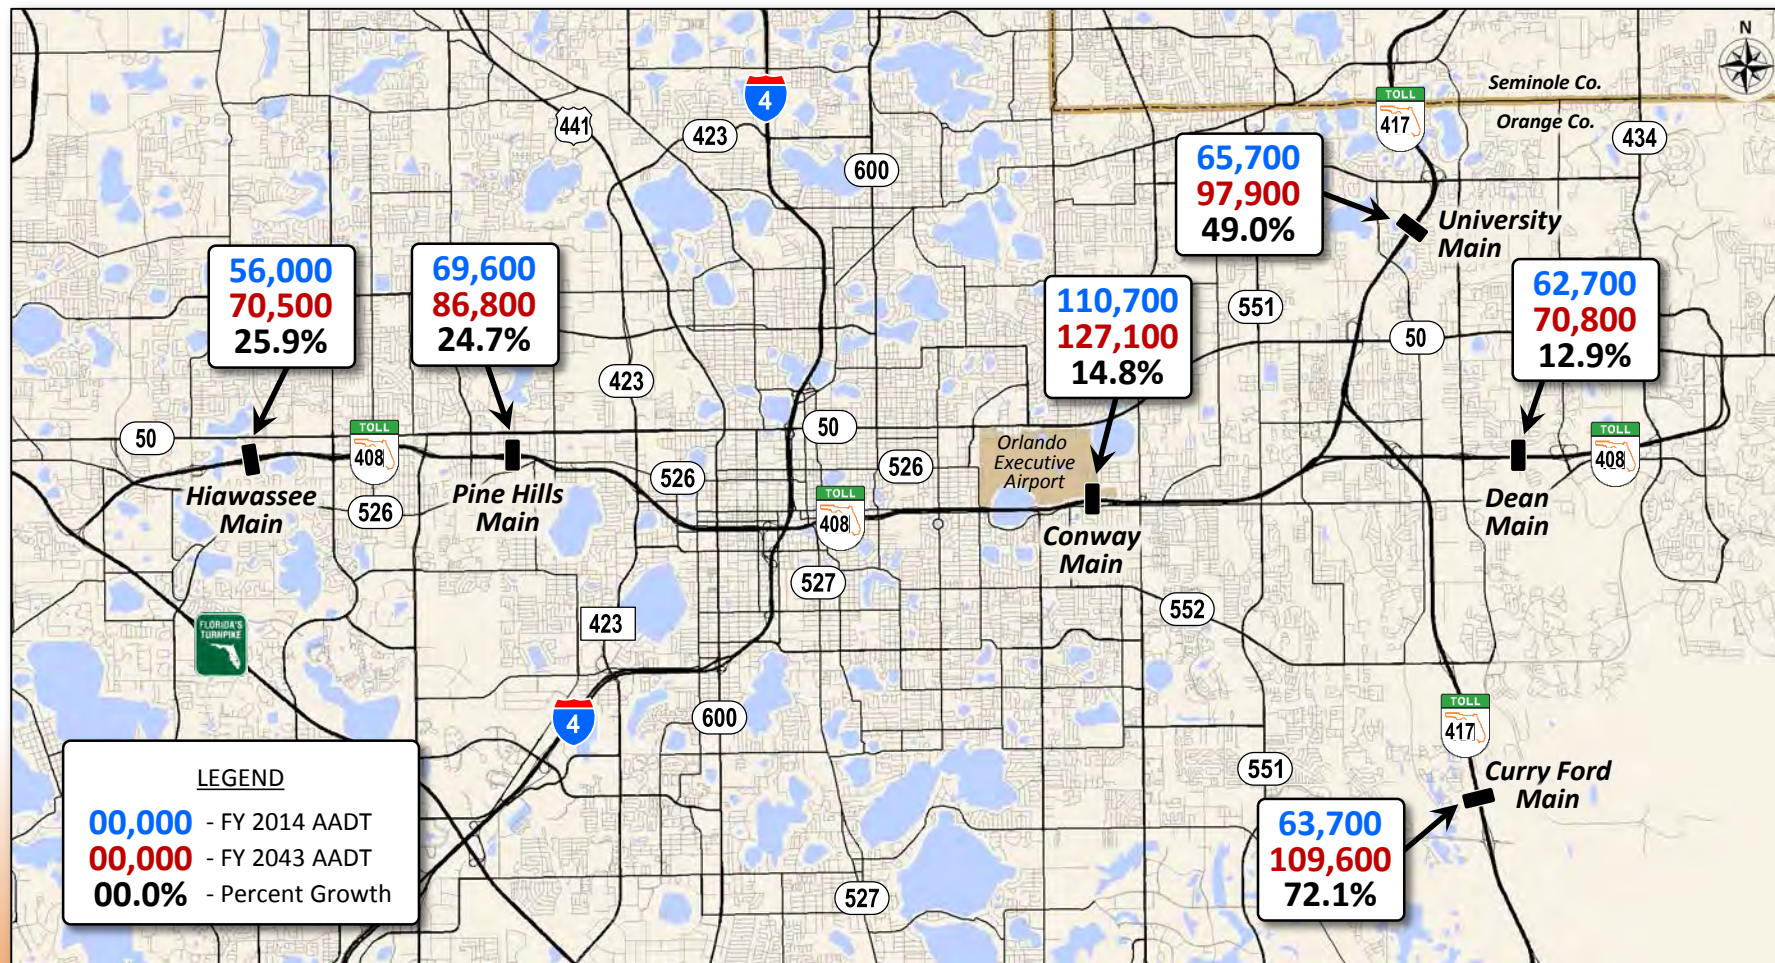 N
Seminole Co.
Orange Co.
4
441
423
600
TOLL
417
434
65,700
97,900
49.0%
University
Main
56,000
70,500
25.9%
69,600
86,800
24.7%
110,700
127,100
14.8%
551
50
62,700
70,800
12.9%
423
50
TOLL
408
Hiawassee
Main
526
Pine Hills
Main
526
50
526
TOLL
408
Orlando
Executive
Airport
Conway
Main
TOLL
408
Dean
Main
527
552
423
FLORIDA'S
TURNPIKE
4
600
551
TOLL
417
Curry Ford
Main
63,700
109,600
72.1%
527
LEGEND
00,000 - FY 2014 AADT
00,000 - FY 2043 AADT
00.0% - Percent Growth